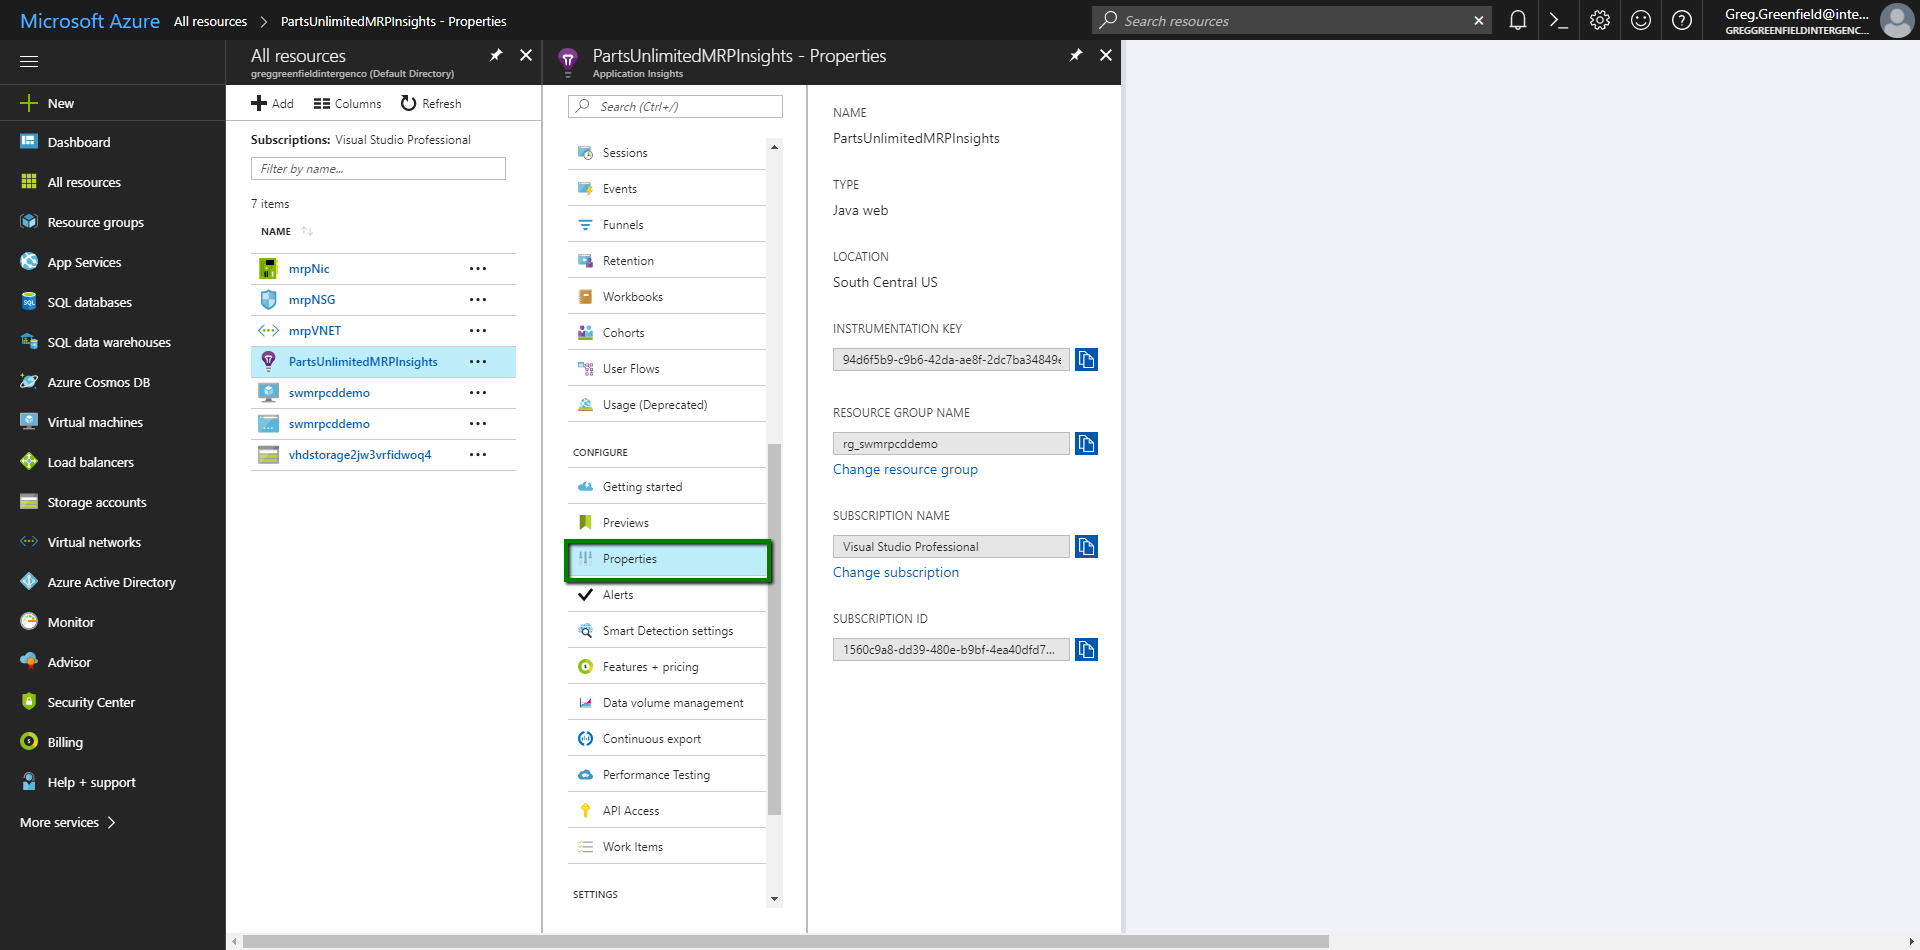 Microsoft Azure
All resources
PartsUnlimitedMRPInsights - Properties
Search resources
Greg.Greenfield@inte...
GREGGREENFIELDINTERGENC...
New
Dashboard
All resources
Resource groups
App Services
SQL databases
SQL data warehouses
Azure Cosmos DB
Virtual machines
Load balancers
Storage accounts
Virtual networks
Azure Active Directory
Monitor
Advisor
Security Center
Billing
Help + support
More services
All resources
greggreenfieldintergenco (Default Directory)
Add
Columns
Refresh
Subscriptions: Visual Studio Professional
Filter by name...
7 items
NAME
mrpNic
mrpNSG
mrpVNET
PartsUnlimitedMRPInsights
swmrpcddemo
swmrpcddemo
vhdstorage2jw3vrfidwoq4
PartsUnlimitedMRPInsights - Properties
Application Insights
Search (Ctrl+/)
Sessions
Events
Funnels
Retention
Workbooks
Cohorts
User Flows
Usage (Deprecated)
CONFIGURE
Getting started
Previews
Properties
Alerts
Smart Detection settings
Features + pricing
Data volume management
Continuous export
Performance Testing
API Access
Work Items
SETTINGS
NAME
PartsUnlimitedMRPInsights
TYPE
Java web
LOCATION
South Central US
INSTRUMENTATION KEY
94d6f5b9-c9b6-42da-ae8f-2dc7ba34849e
RESOURCE GROUP NAME
rg_swmrpcddemo
Change resource group
SUBSCRIPTION NAME
Visual Studio Professional
Change subscription
SUBSCRIPTION ID
1560c9a8-dd39-480e-b9bf-4ea40dfd7...